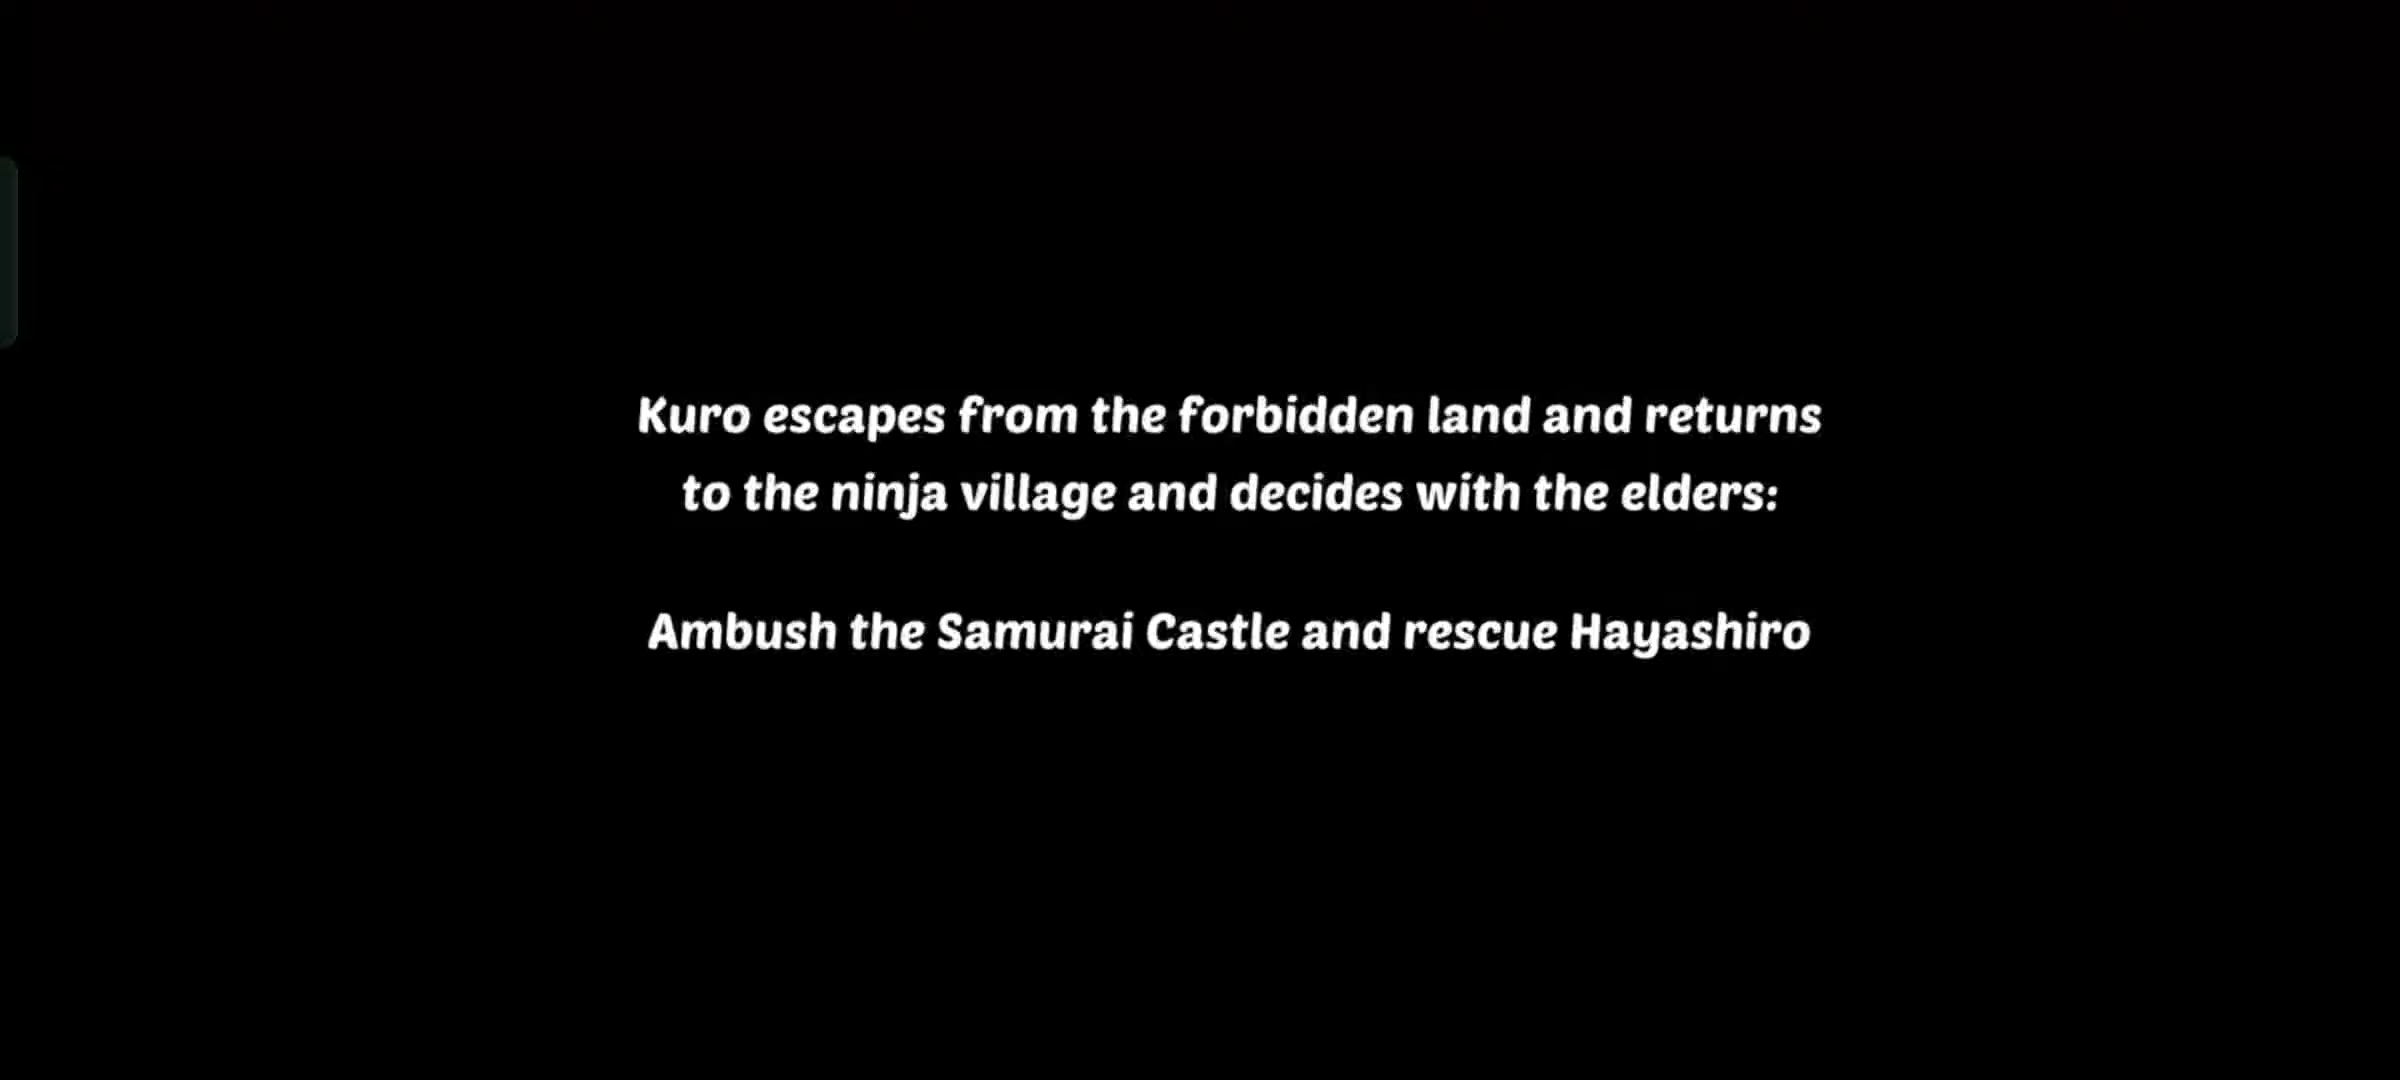 Kuro escapes from the forbidden land and returns
to the ninja village and decides with the elders:
Ambush the Samurai Castle and rescue Hayashiro